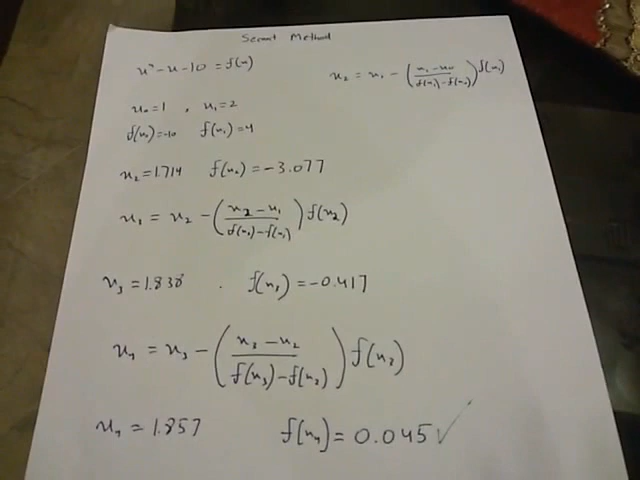 Secant Method
x⁴ - x - 10 = f(x)
x₂ = x₁ - ((x₁ - x₀)/(f(x₁) - f(x₀))) f(x₁)
x₀ = 1 , x₁ = 2
f(x₀) = -10 f(x₁) = 4
x₂ = 1.714 f(x₂) = -3.077
x₃ = x₂ - ((x₂ - x₁)/(f(x₂) - f(x₁))) f(x₂)
x₃ = 1.838 . f(x₃) = -0.417
x₄ = x₃ - ((x₃ - x₂)/(f(x₃) - f(x₂))) f(x₃)
x₄ = 1.857 f(x₄) = 0.045 ✓